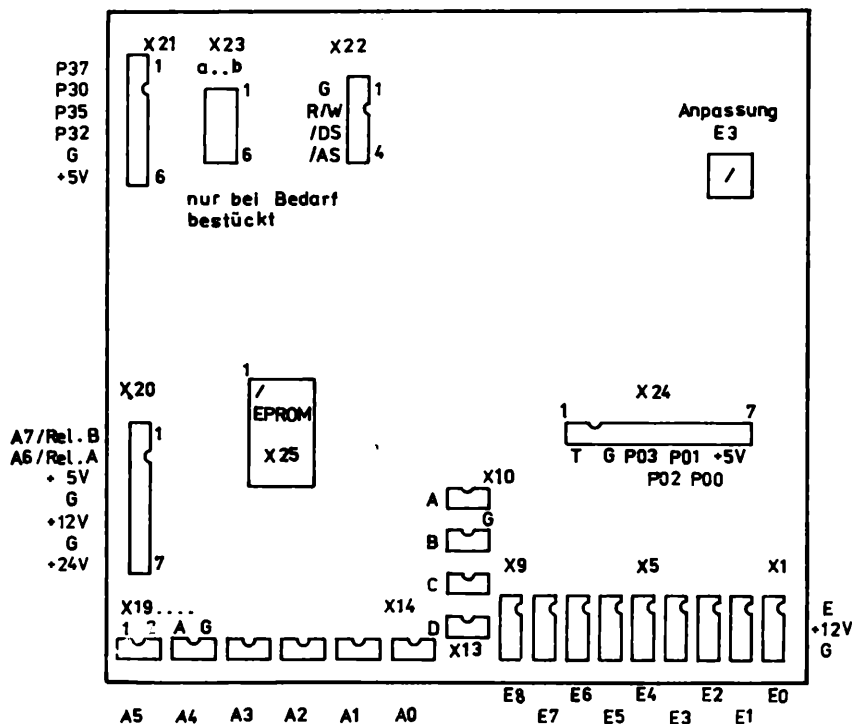 X21 X23 X22
a..b
P37 1
P30 1 G 1
P35 R/W
P32 /DS
G 6 /AS 4
+5V 6
nur bei Bedarf
bestückt
Anpassung
E3
X20
A7/Rel.B 1
A6/Rel.A
+ 5V
G
+12V
G
+24V 7
1
EPROM
X25
X24
1 7
T G P03 P01 +5V
P02 P00
X10
A
G
B
C
D
X13
X9 X5 X1
E
+12V
G
X19.... X14
1 2 A G
E8 E6 E4 E2 E0
E7 E5 E3 E1
A5 A4 A3 A2 A1 A0